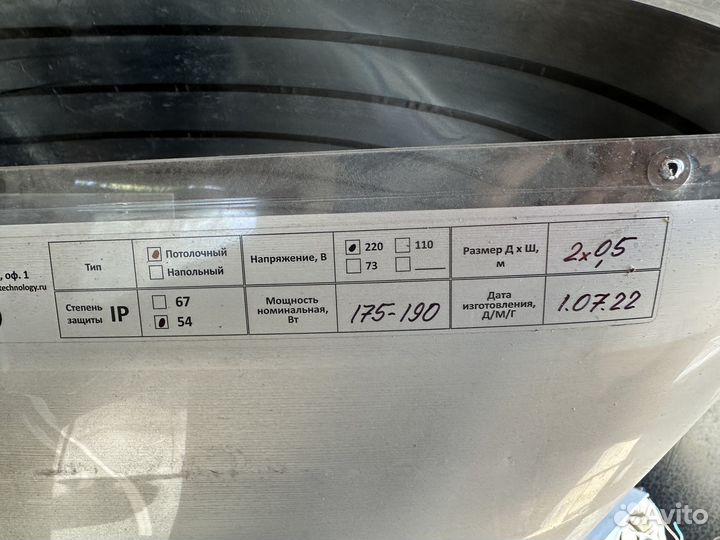 , оф. 1
technology.ru
Тип
Потолочный
Напольный
Напряжение, В
220
110
73
Размер Д х Ш, м
2х0,5
Степень защиты IP
67
54
Мощность номинальная, Вт
175-190
Дата изготовления, Д/М/Г
1.07.22
Avito